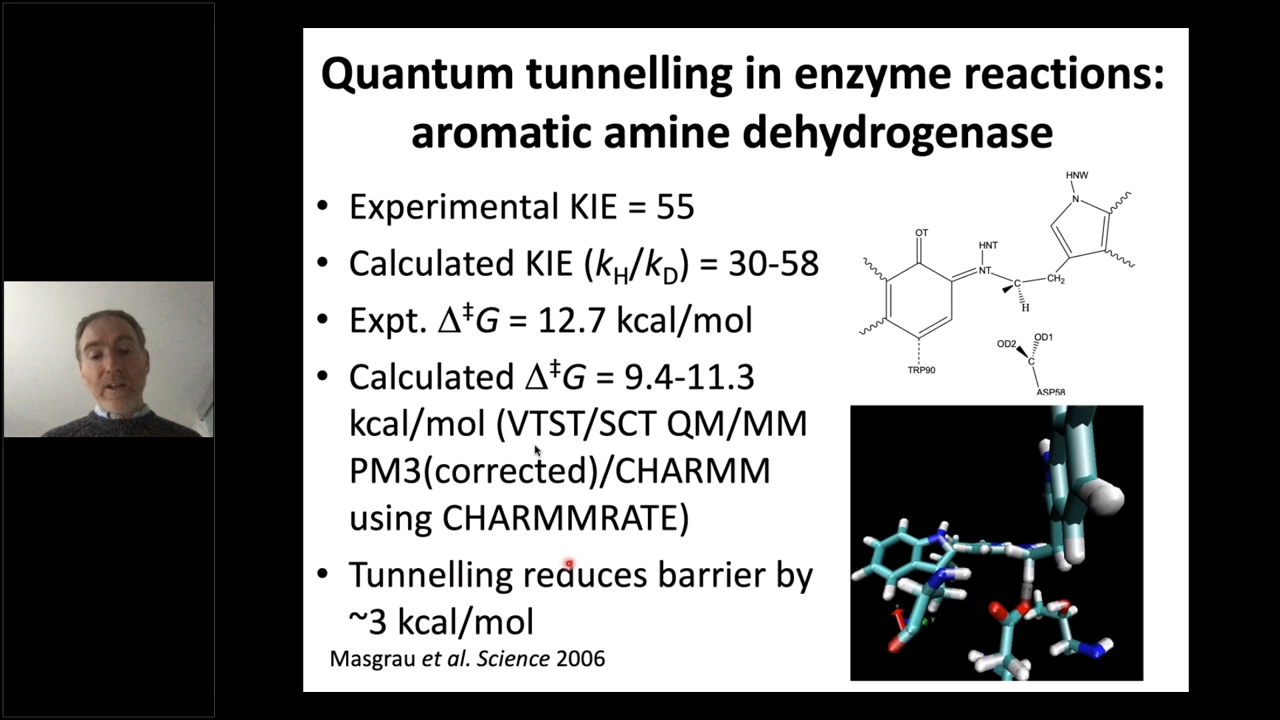 Quantum tunnelling in enzyme reactions:
aromatic amine dehydrogenase
• Experimental KIE = 55
• Calculated KIE (kH/kD) = 30-58
• Expt. Δ‡G = 12.7 kcal/mol
• Calculated Δ‡G = 9.4-11.3
kcal/mol (VTST/SCT QM/MM
PM3(corrected)/CHARMM
using CHARMMRATE)
• Tunnelling reduces barrier by
~3 kcal/mol
Masgrau et al. Science 2006
HNW
N
OT
HNT
NT
C
CH2
H
OD2
OD1
C
TRP90
ASP58